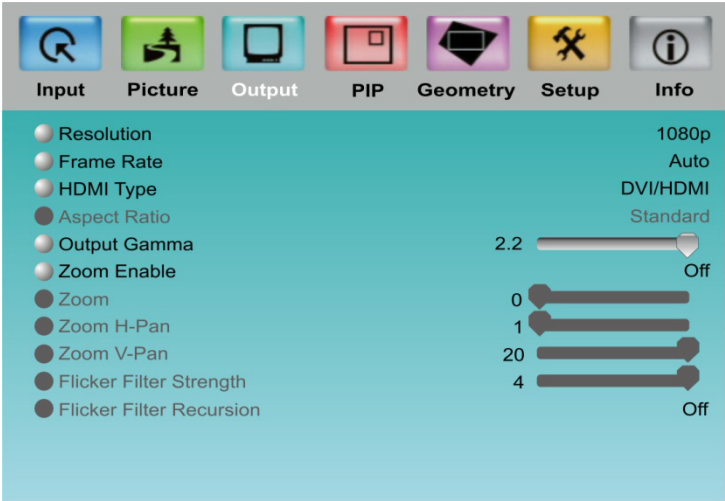 Input Picture Output PIP Geometry Setup Info
Resolution 1080p
Frame Rate Auto
HDMI Type DVI/HDMI
Aspect Ratio Standard
Output Gamma 2.2
Zoom Enable Off
Zoom 0
Zoom H-Pan 1
Zoom V-Pan 20
Flicker Filter Strength 4
Flicker Filter Recursion Off